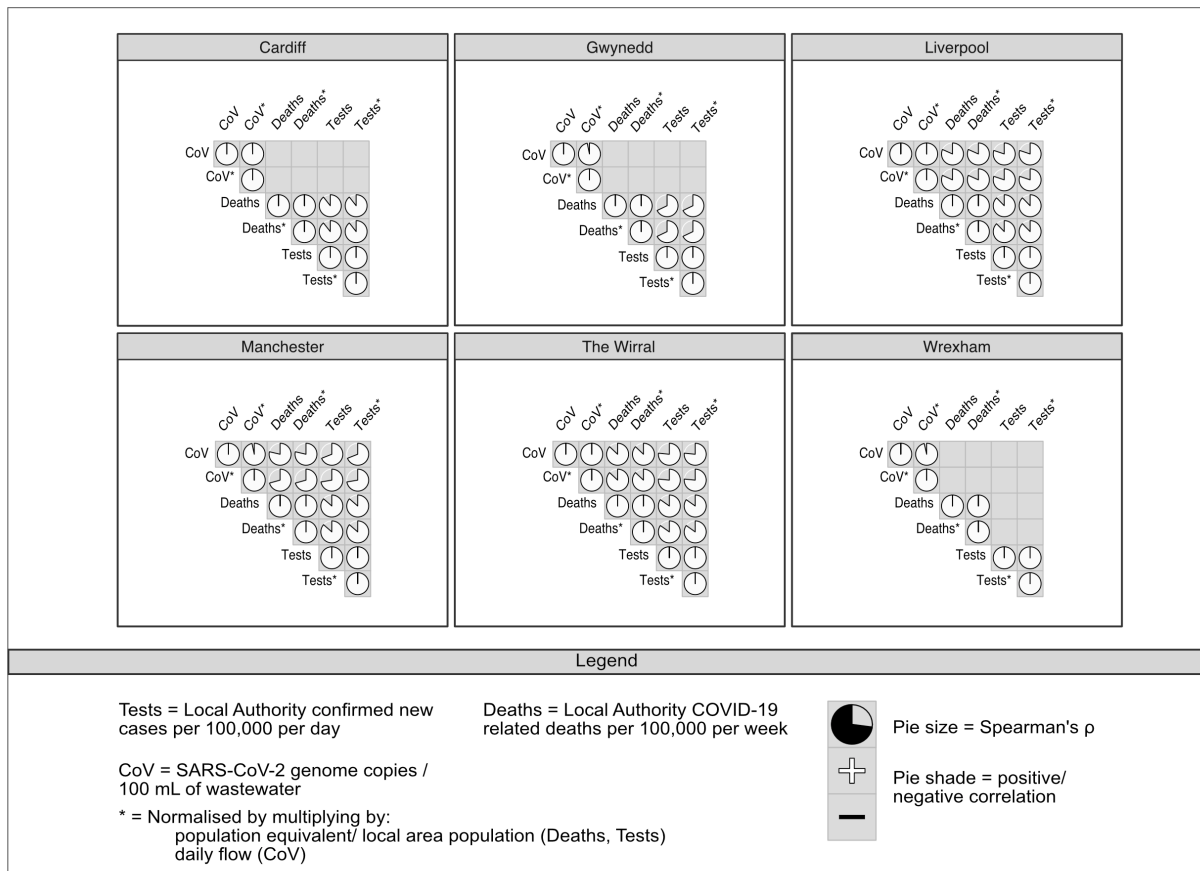 Cardiff
CoV CoV* Deaths Deaths* Tests Tests*
CoV
CoV*
Deaths
Deaths*
Tests
Tests*
Gwynedd
CoV CoV* Deaths Deaths* Tests Tests*
CoV
CoV*
Deaths
Deaths*
Tests
Tests*
Liverpool
CoV CoV* Deaths Deaths* Tests Tests*
CoV
CoV*
Deaths
Deaths*
Tests
Tests*
Manchester
CoV CoV* Deaths Deaths* Tests Tests*
CoV
CoV*
Deaths
Deaths*
Tests
Tests*
The Wirral
CoV CoV* Deaths Deaths* Tests Tests*
CoV
CoV*
Deaths
Deaths*
Tests
Tests*
Wrexham
CoV CoV* Deaths Deaths* Tests Tests*
CoV
CoV*
Deaths
Deaths*
Tests
Tests*
Legend
Tests = Local Authority confirmed new
cases per 100,000 per day
CoV = SARS-CoV-2 genome copies /
100 mL of wastewater
* = Normalised by multiplying by:
population equivalent/ local area population (Deaths, Tests)
daily flow (CoV)
Deaths = Local Authority COVID-19
related deaths per 100,000 per week
Pie size = Spearman's ρ
Pie shade = positive/
negative correlation